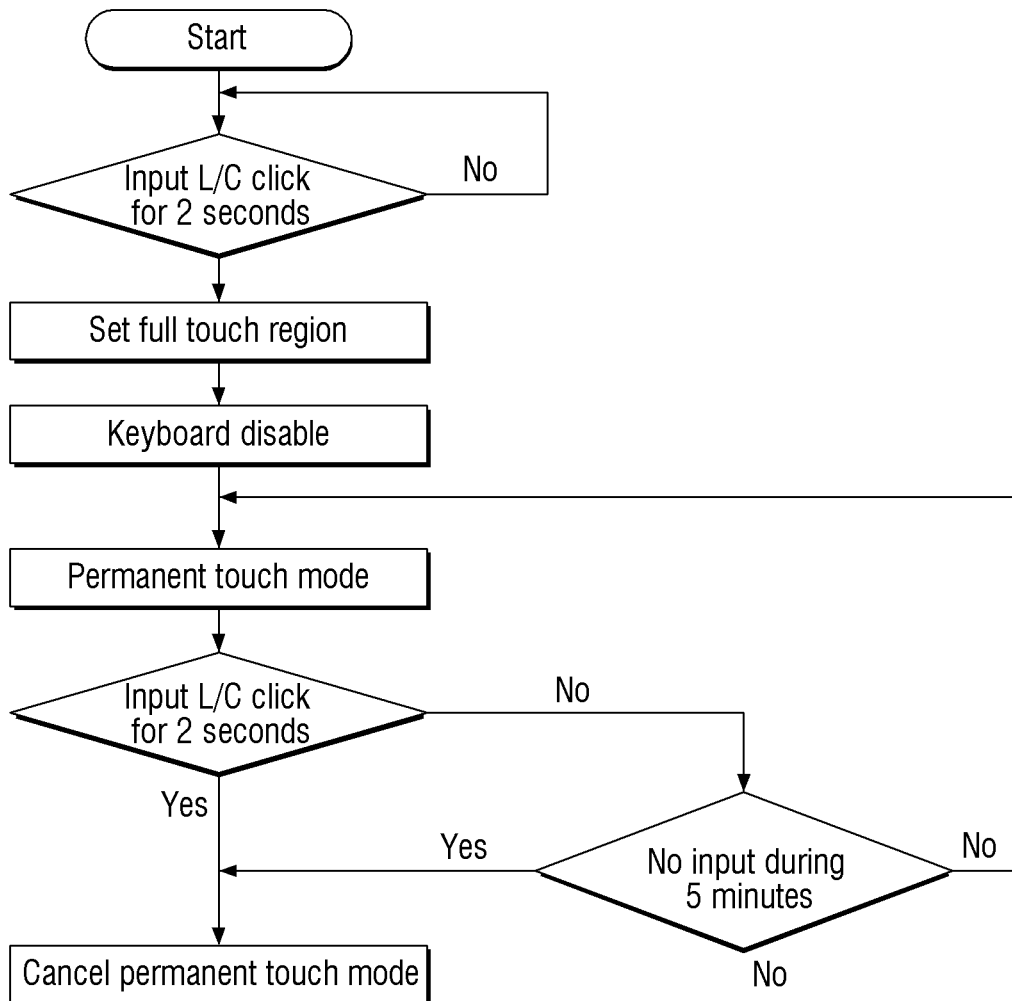 Start
Input L/C click
for 2 seconds
No
Set full touch region
Keyboard disable
Permanent touch mode
Input L/C click
for 2 seconds
No
Yes
Yes
No input during
5 minutes
No
No
Cancel permanent touch mode